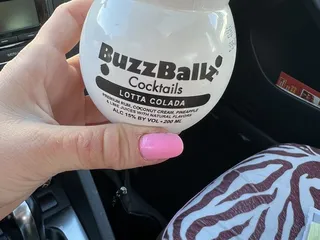 BuzzBallz
Cocktails
LOTTA COLADA
PREMIUM RUM, COCONUT CREAM, PINEAPPLE
& LIME JUICES WITH NATURAL FLAVORS
ALC 15% BY VOL • 200 ML